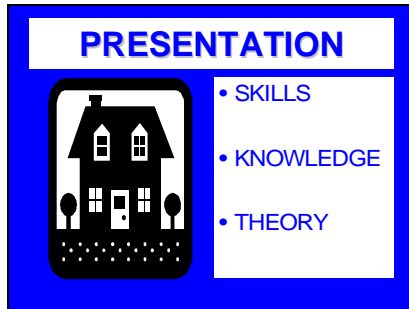 PRESENTATION
• SKILLS
• KNOWLEDGE
• THEORY